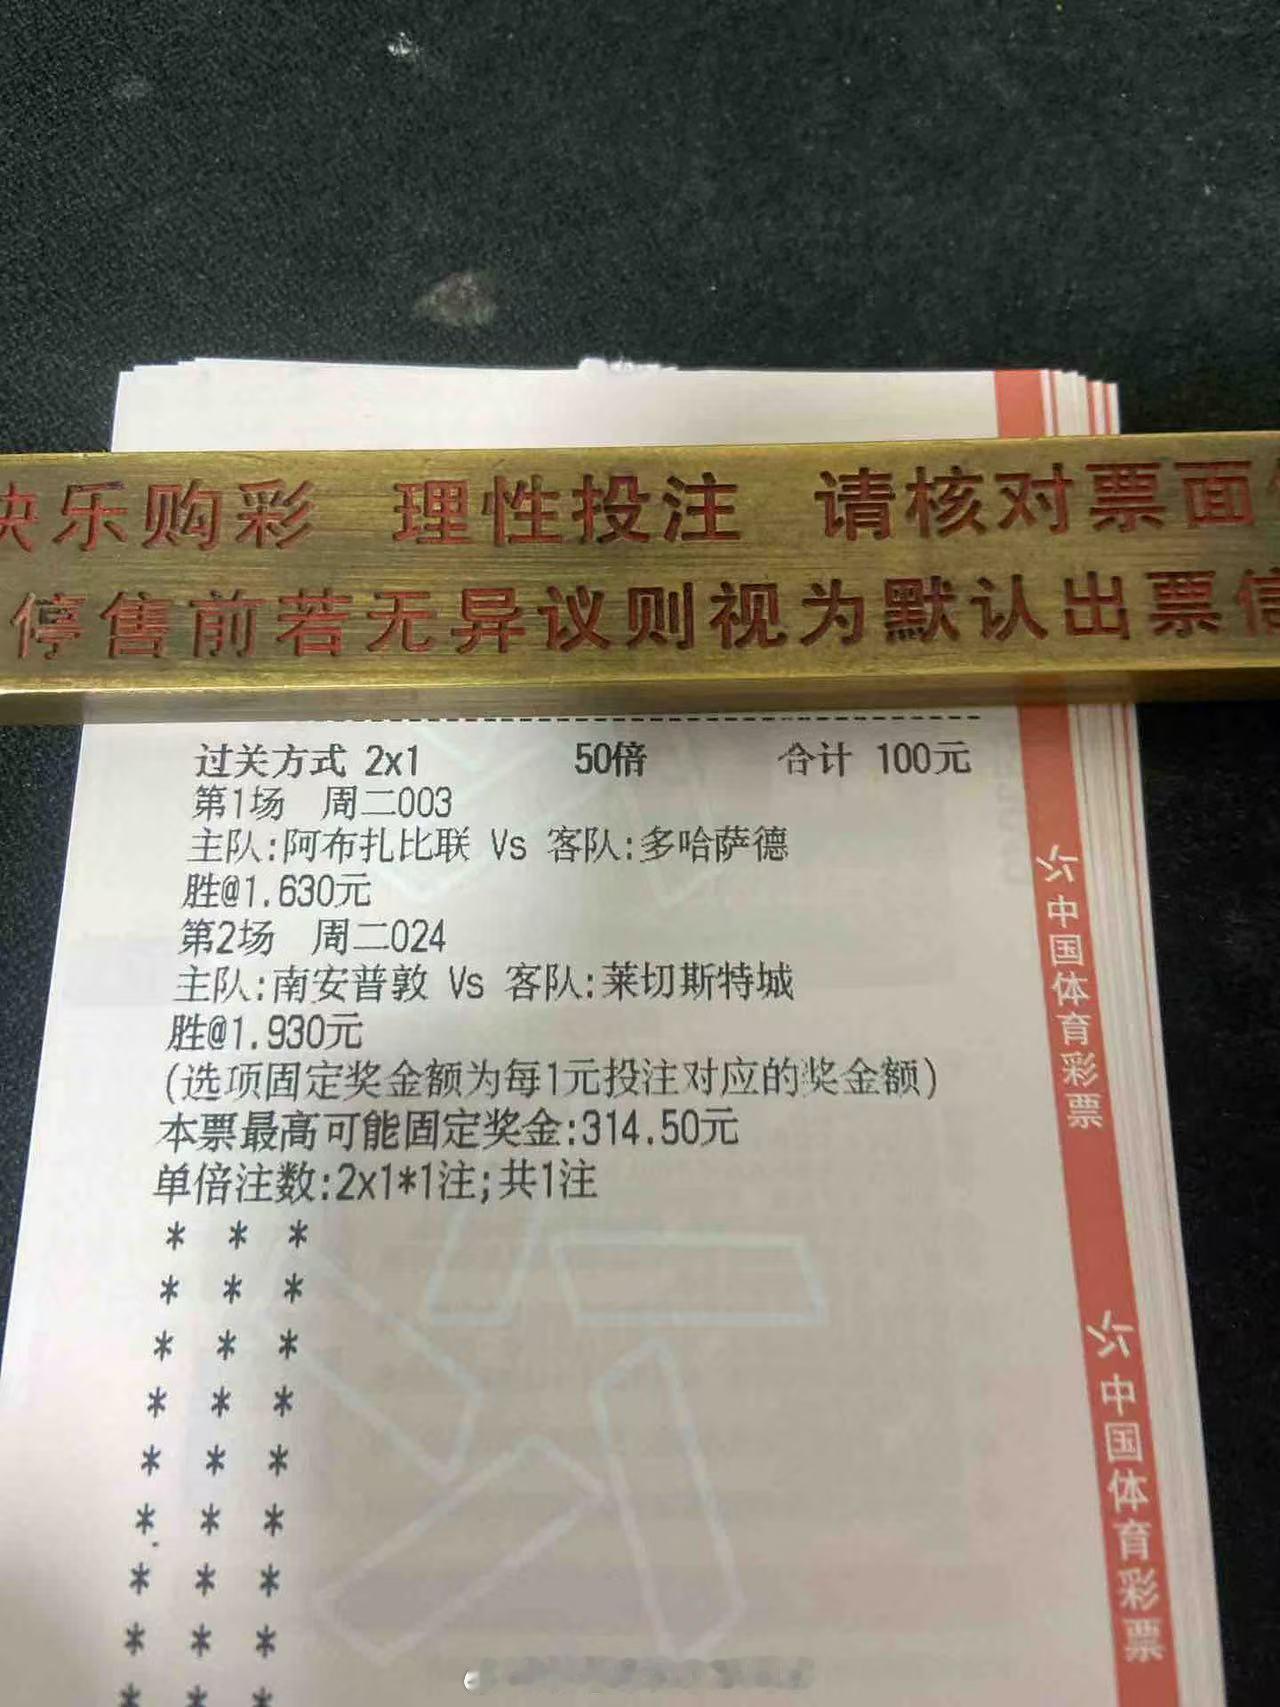 快乐购彩 理性投注 请核对票面
停售前若无异议则视为默认出票信
过关方式 2x1 50倍 合计 100元
第1场 周二003
主队:阿布扎比联 Vs 客队:多哈萨德
胜@1.630元
第2场 周二024
主队:南安普敦 Vs 客队:莱切斯特城
胜@1.930元
(选项固定奖金额为每1元投注对应的奖金额)
本票最高可能固定奖金:314.50元
单倍注数:2x1*1注;共1注
* * *
* * *
* * *
* * *
* * *
* * *
* * *
* * *
* * *
中国体育彩票
中国体育彩票